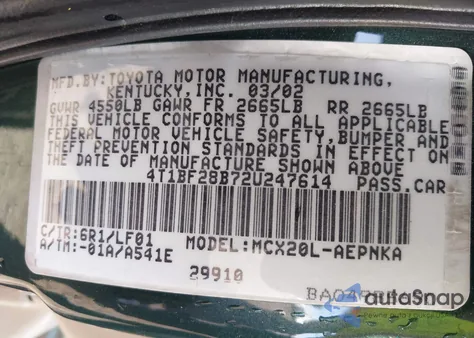 MFD.BY:TOYOTA MOTOR MANUFACTURING,
KENTUCKY,INC. 03/02
GVWR 4550LB GAWR FR 2665LB RR 2665LB
THIS VEHICLE CONFORMS TO ALL APPLICABLE
FEDERAL MOTOR VEHICLE SAFETY,BUMPER AND
THEFT PREVENTION STANDARDS IN EFFECT ON
THE DATE OF MANUFACTURE SHOWN ABOVE
4T1BF28B72U247614 PASS.CAR
C/TR:6R1/LF01 MODEL:MCX20L-AEPNKA
A/TM:-01A/A541E
29910
autoSnap